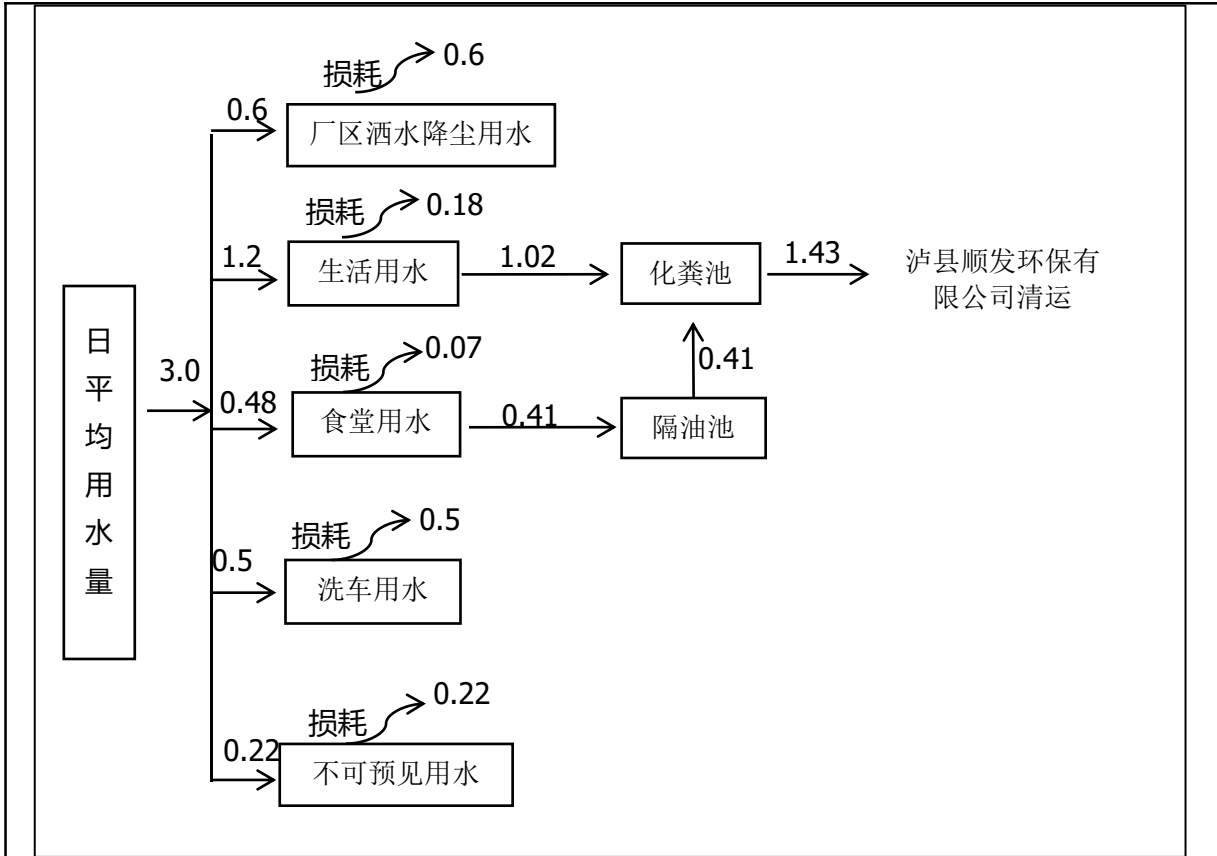 损耗
0.6
0.6
厂区洒水降尘用水
损耗
0.18
1.2
生活用水
1.02
化粪池
1.43
泸县顺发环保有
限公司清运
日
平
均
用
水
量
3.0
损耗
0.07
0.41
0.48
食堂用水
0.41
隔油池
损耗
0.5
0.5
洗车用水
损耗
0.22
0.22
不可预见用水